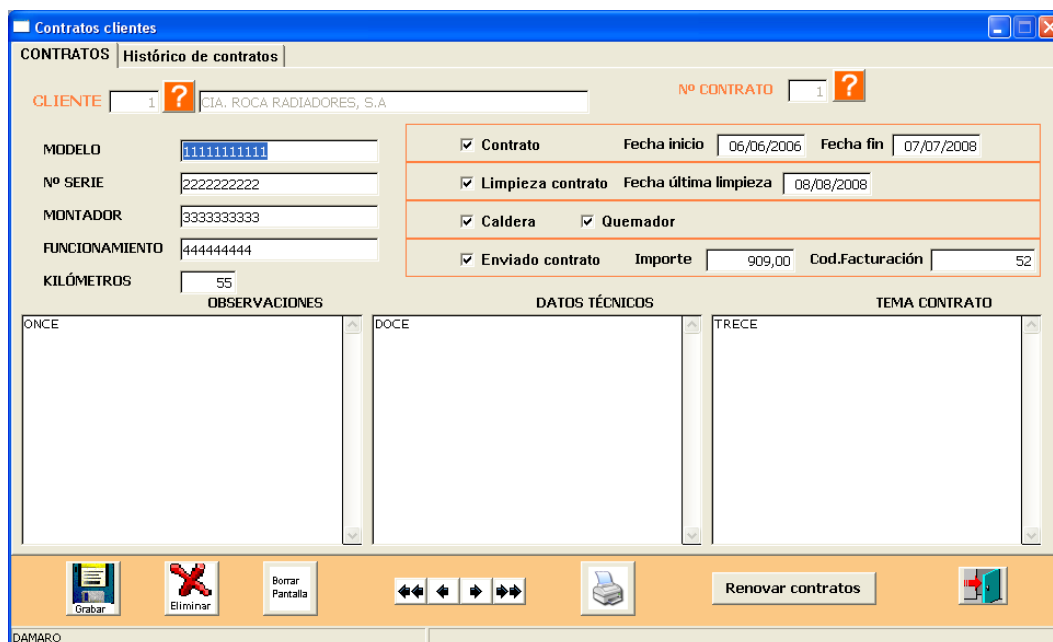 Contratos clientes
CONTRATOS Histórico de contratos
CLIENTE 1 ? CIA. ROCA RADIADORES, S.A Nº CONTRATO 1 ?
MODELO 11111111111
Nº SERIE 2222222222
MONTADOR 3333333333
FUNCIONAMIENTO 444444444
KILÓMETROS 55
Contrato Fecha inicio 06/06/2006 Fecha fin 07/07/2008
Limpieza contrato Fecha última limpieza 08/08/2008
Caldera Quemador
Enviado contrato Importe 909,00 Cod.Facturación 52
OBSERVACIONES DATOS TÉCNICOS TEMA CONTRATO
ONCE DOCE TRECE
Grabar
Eliminar
Borrar
Pantalla
Renovar contratos
DAMARO